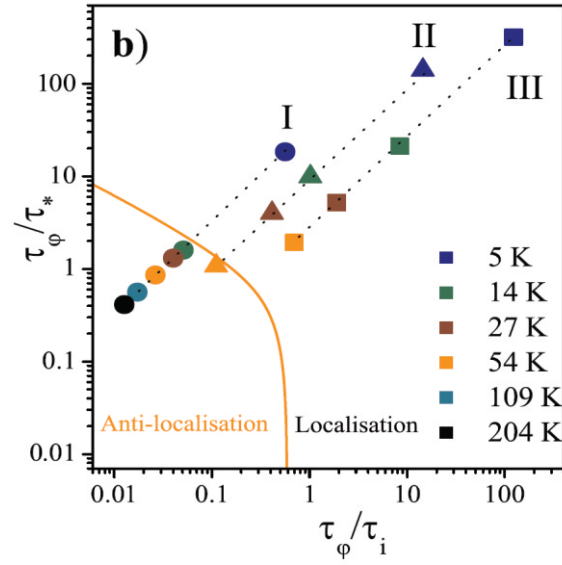 b)
I
II
III
τφ/τ*
100
10
1
0.1
0.01
5 K
14 K
27 K
54 K
109 K
204 K
Anti-localisation
Localisation
0.01 0.1 1 10 100
τφ/τi